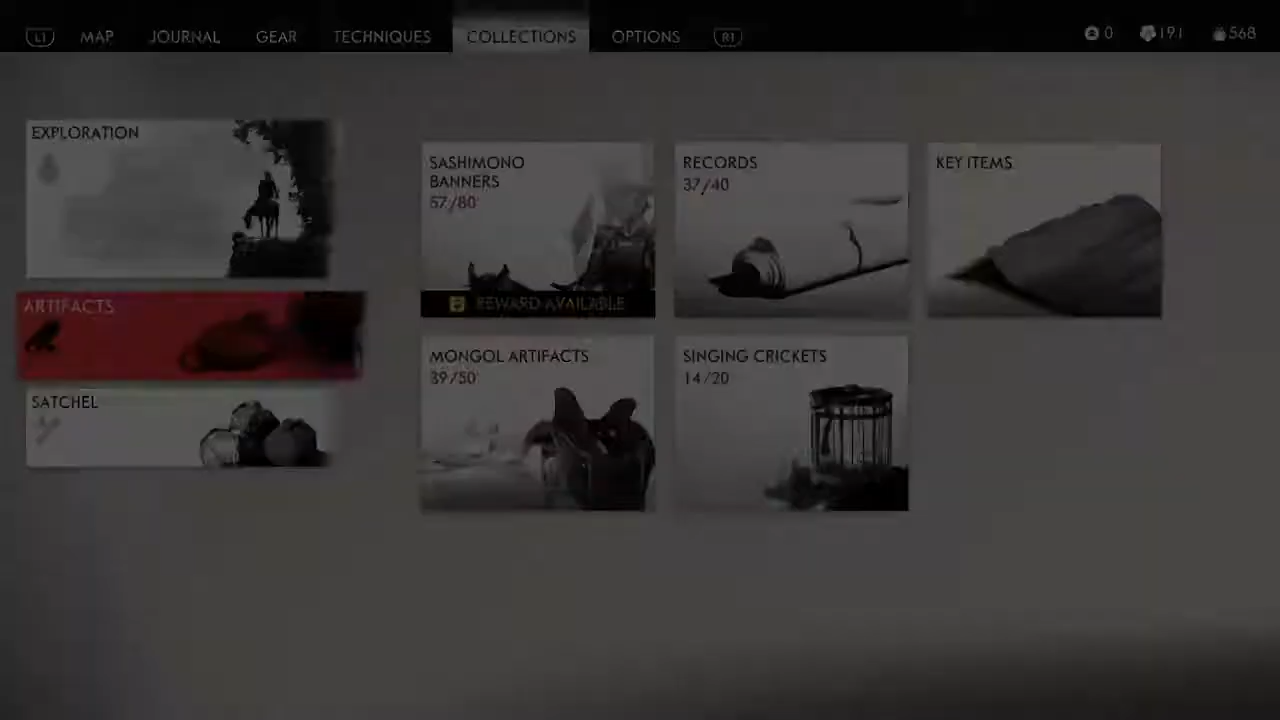 L1 MAP JOURNAL GEAR TECHNIQUES COLLECTIONS OPTIONS R1 0 191 568
EXPLORATION
ARTIFACTS
SATCHEL
SASHIMONO
BANNERS
57/80
REWARD AVAILABLE
RECORDS
37/40
KEY ITEMS
MONGOL ARTIFACTS
39/50
SINGING CRICKETS
14/20